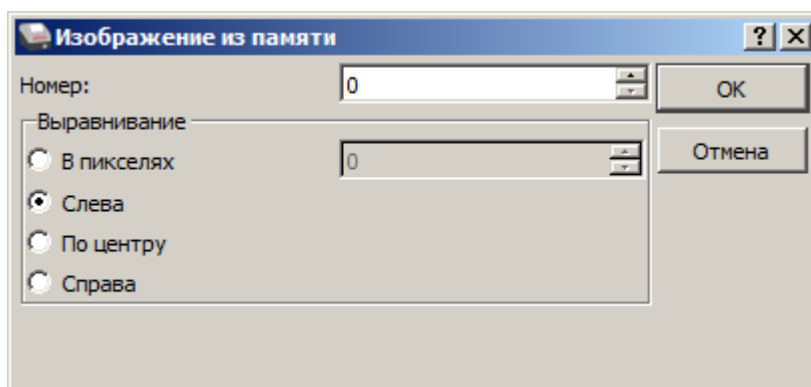 Изображение из памяти
Номер: 0 OK
Выравнивание
В пикселях 0 Отмена
Слева
По центру
Справа